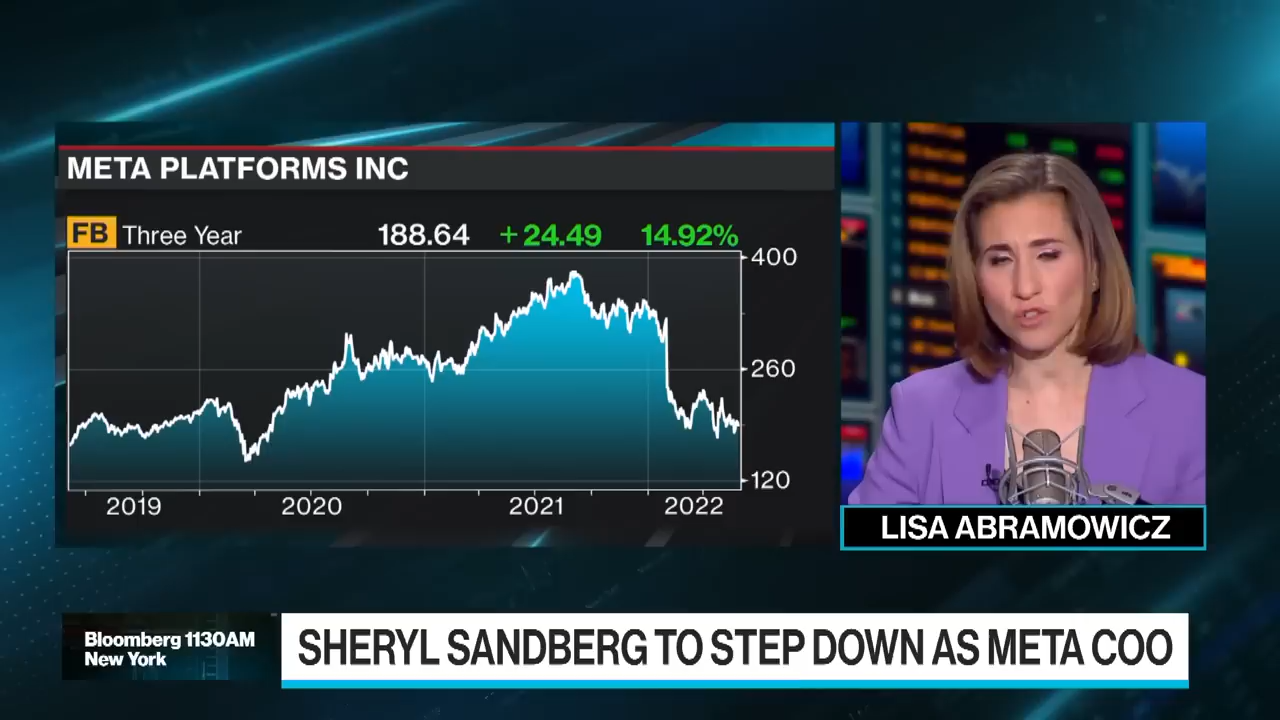 META PLATFORMS INC
FB Three Year 188.64 +24.49 14.92%
400
260
120
2019 2020 2021 2022
LISA ABRAMOWICZ
Bloomberg 1130AM
New York
SHERYL SANDBERG TO STEP DOWN AS META COO